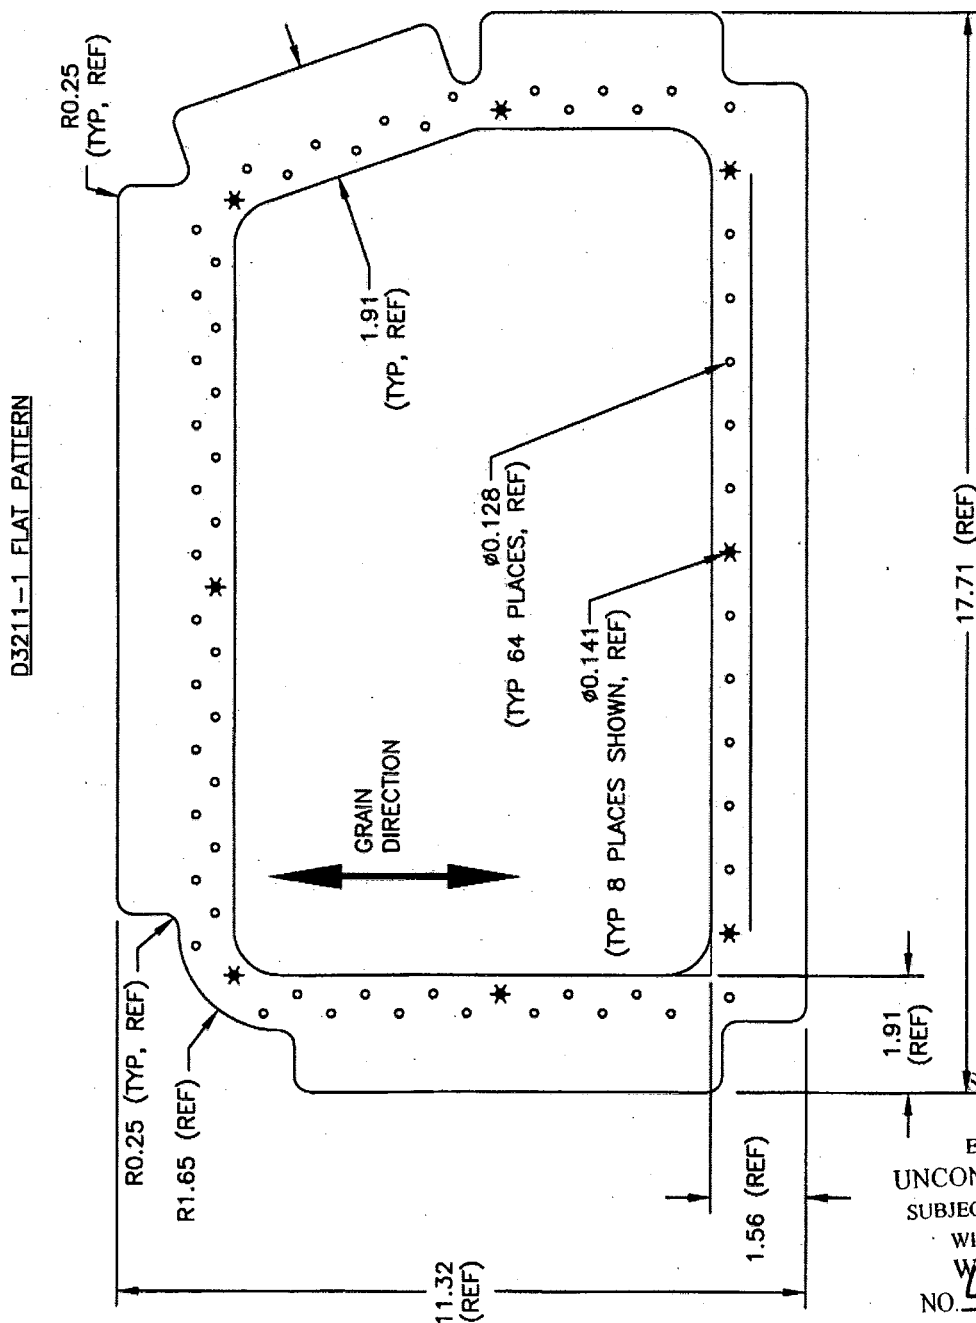 D3211-1 FLAT PATTERN
R0.25
(TYP, REF)
1.91
(TYP, REF)
Ø0.128
(TYP 64 PLACES, REF)
Ø0.141
(TYP 8 PLACES SHOWN, REF)
GRAIN
DIRECTION
R0.25 (TYP, REF)
R1.65 (REF)
11.32
(REF)
1.56 (REF)
1.91
(REF)
17.71 (REF)
UNCON
SUBJEC
WI
W
NO.